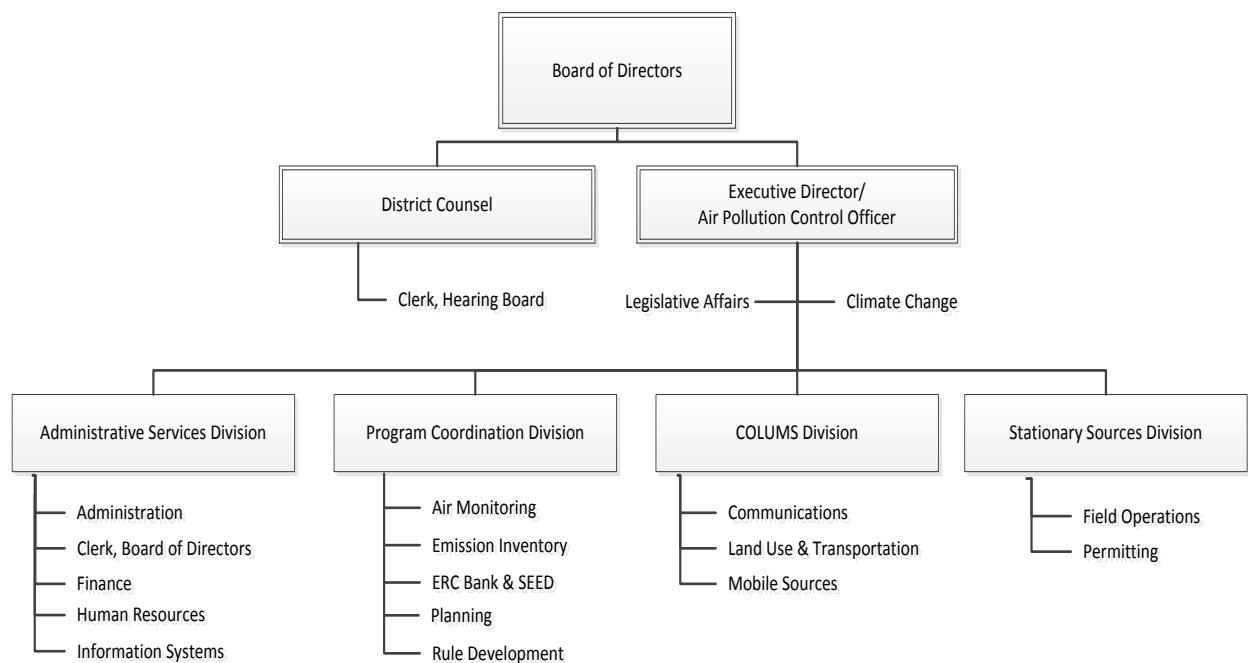 Board of Directors
District Counsel
Executive Director/
Air Pollution Control Officer
Clerk, Hearing Board
Legislative Affairs
Climate Change
Administrative Services Division
Program Coordination Division
COLUMS Division
Stationary Sources Division
Administration
Clerk, Board of Directors
Finance
Human Resources
Information Systems
Air Monitoring
Emission Inventory
ERC Bank & SEED
Planning
Rule Development
Communications
Land Use & Transportation
Mobile Sources
Field Operations
Permitting